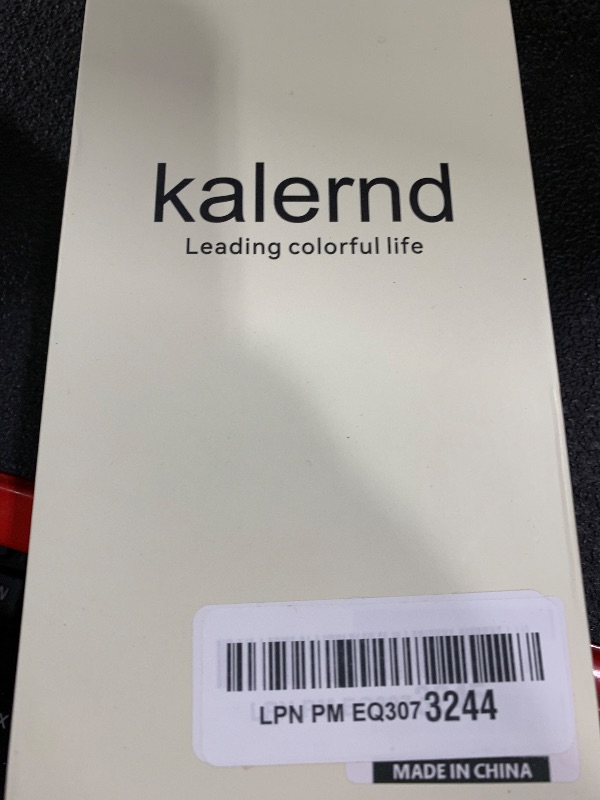 kalernd
Leading colorful life
LPN PM EQ3073244
MADE IN CHINA